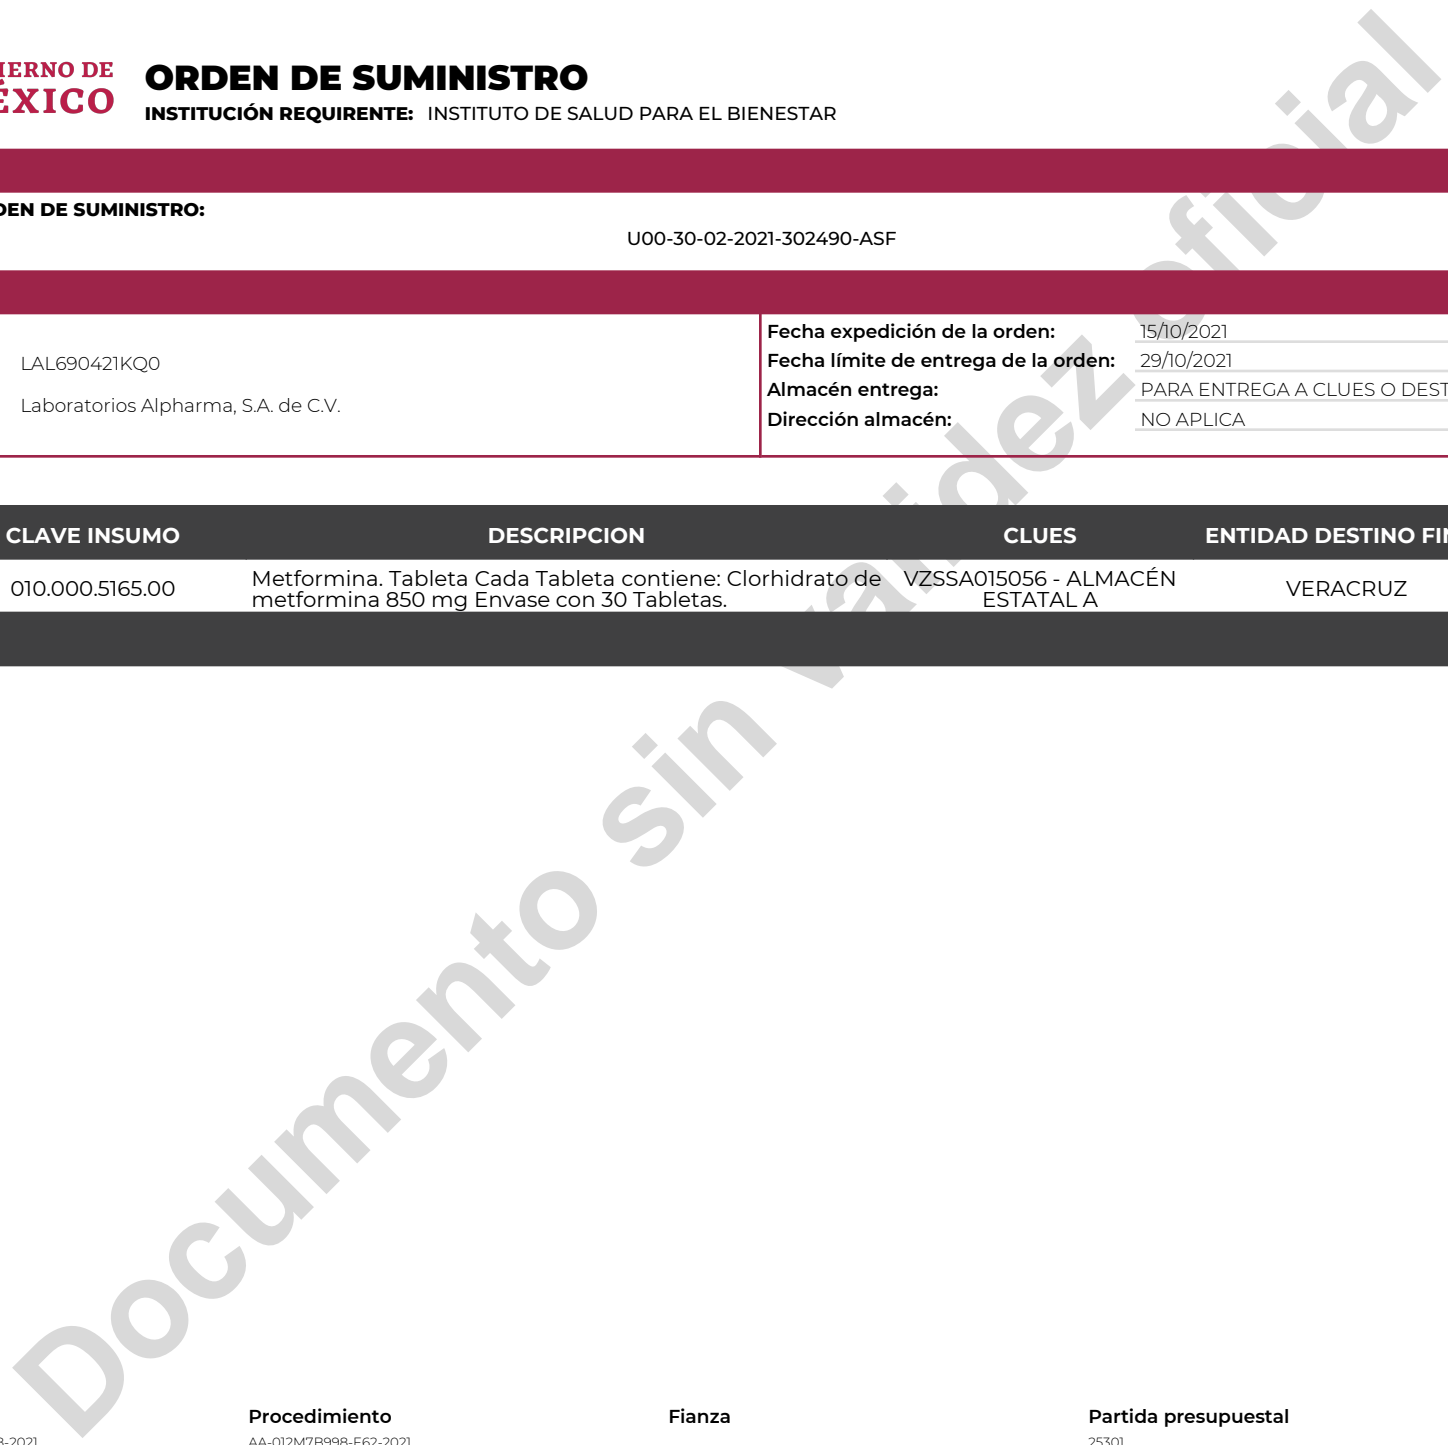 IERNO DE
ÉXICO
ORDEN DE SUMINISTRO
INSTITUCIÓN REQUIRENTE: INSTITUTO DE SALUD PARA EL BIENESTAR
DEN DE SUMINISTRO:
U00-30-02-2021-302490-ASF
LAL690421KQ0
Laboratorios Alpharma, S.A. de C.V.
Fecha expedición de la orden: 15/10/2021
Fecha límite de entrega de la orden: 29/10/2021
Almacén entrega: PARA ENTREGA A CLUES O DEST
Dirección almacén: NO APLICA
CLAVE INSUMO DESCRIPCION CLUES ENTIDAD DESTINO FIN
010.000.5165.00 Metformina. Tableta Cada Tableta contiene: Clorhidrato de VZSSA015056 - ALMACÉN VERACRUZ
metformina 850 mg Envase con 30 Tabletas. ESTATAL A
Documento sin validez oficial
Procedimiento Fianza Partida presupuestal
-2021 AA-012M7B998-E62-2021 25301